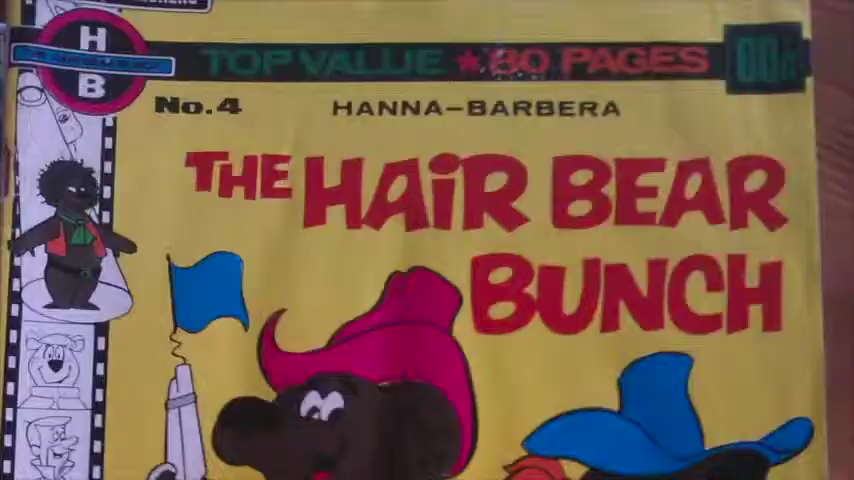 H
B
TOP VALUE ★ 80 PAGES
No.4
HANNA-BARBERA
THE HAiR BEAR
BUNCH